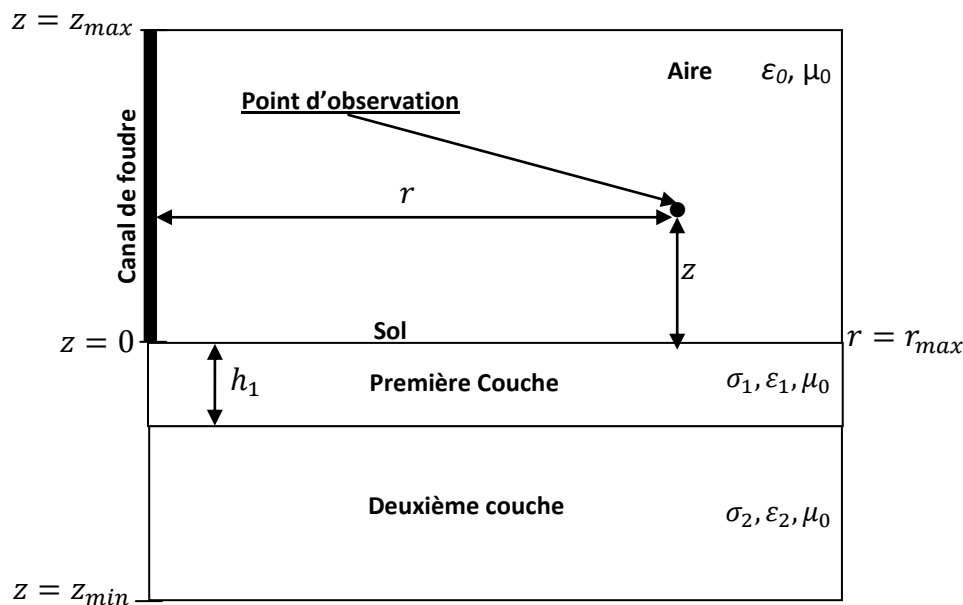 z = z_max
Aire ε₀, μ₀
Point d'observation
Canal de foudre
r
z
z = 0
Sol
r = r_max
h₁
Première Couche
σ₁, ε₁, μ₀
Deuxième couche
σ₂, ε₂, μ₀
z = z_min